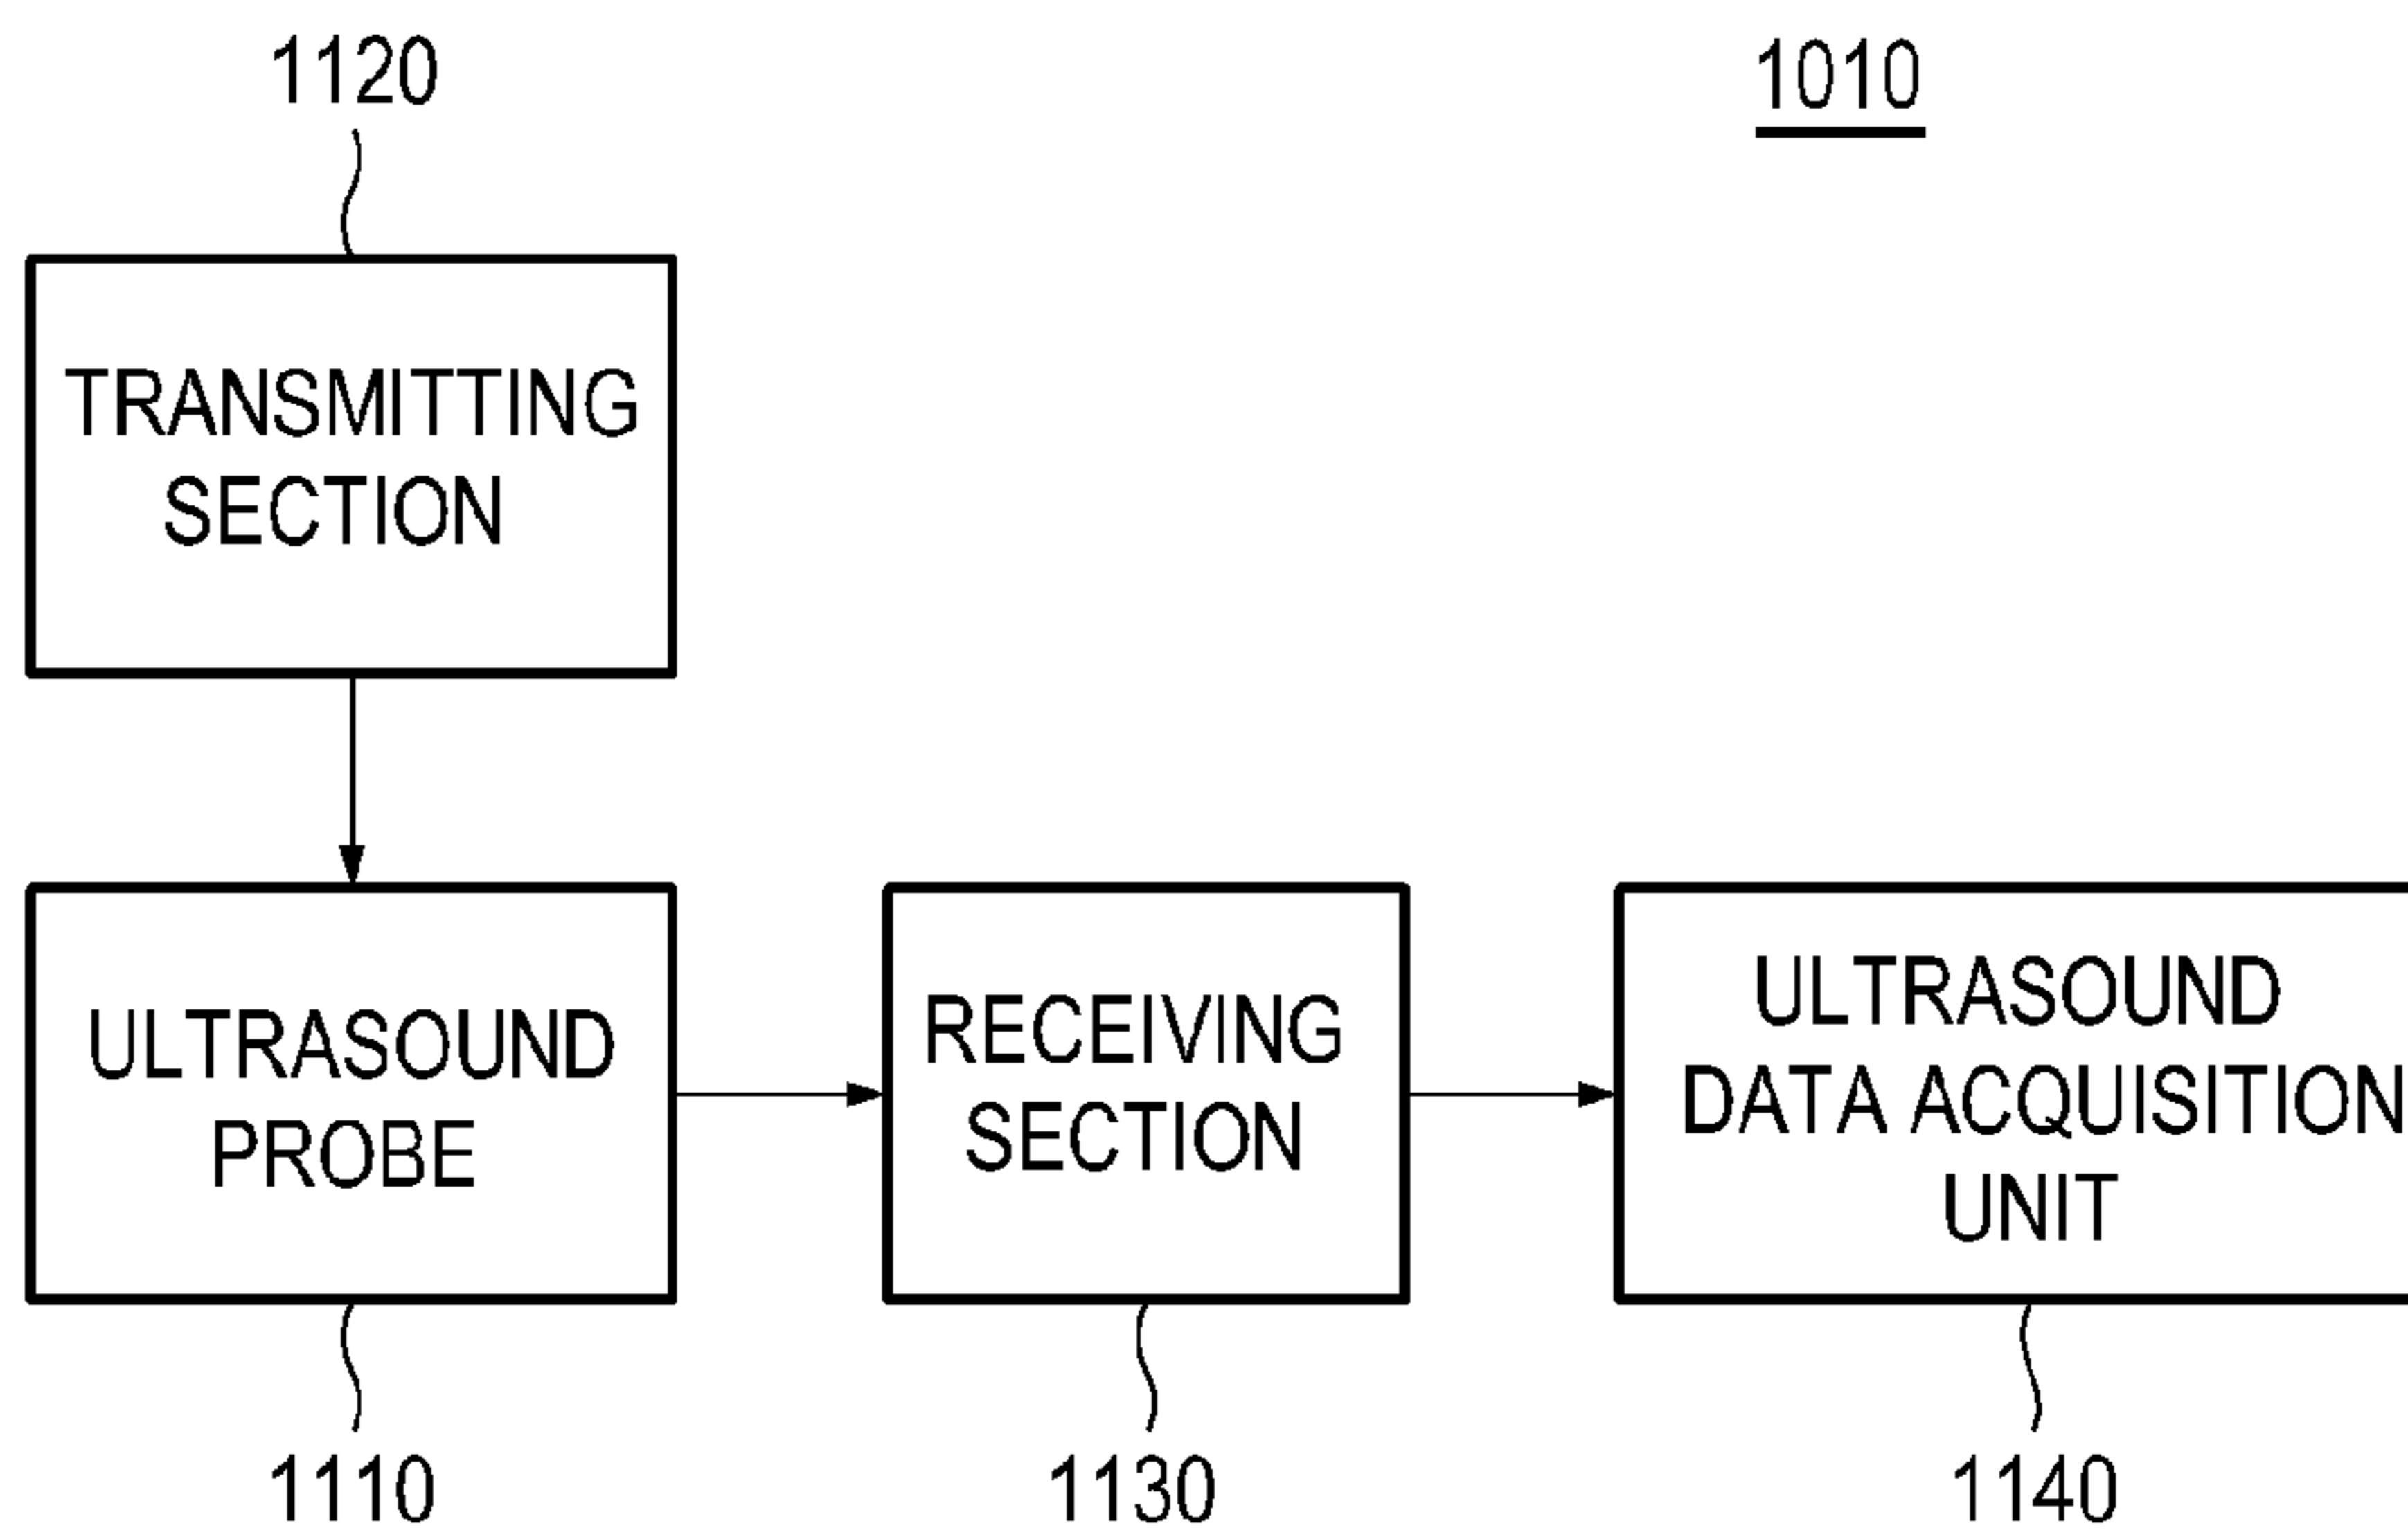 1120
1010
TRANSMITTING
SECTION
ULTRASOUND
PROBE
RECEIVING
SECTION
ULTRASOUND
DATA ACQUISITION
UNIT
1110
1130
1140